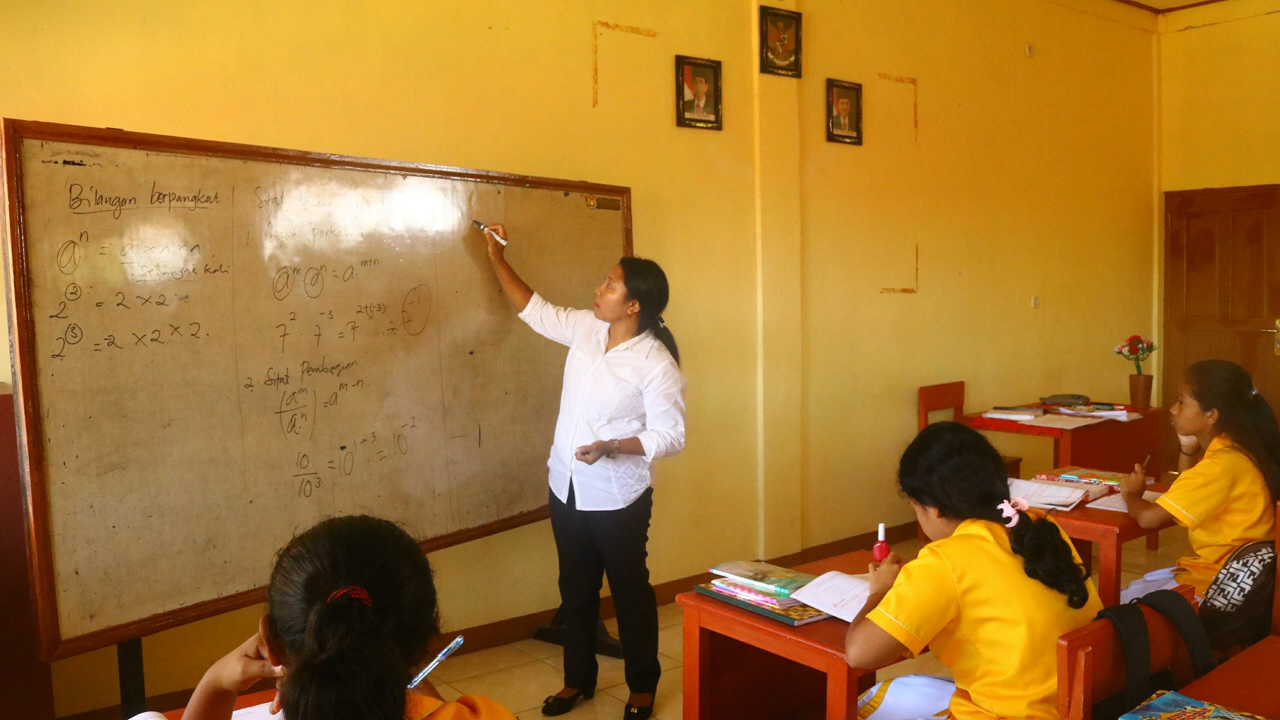 Bilangan berpangkat
aⁿ =
2² = 2 × 2
2³ = 2 × 2 × 2.
Sifat
1.
aᵐ aⁿ = aᵐ⁺ⁿ
7² . 7⁻³ = 7²⁺⁽⁻³⁾ = 7⁻¹
2. Sifat Pembagian
(aᵐ/aⁿ) = aᵐ⁻ⁿ
10/10³ = 10¹⁻³ = 10⁻²